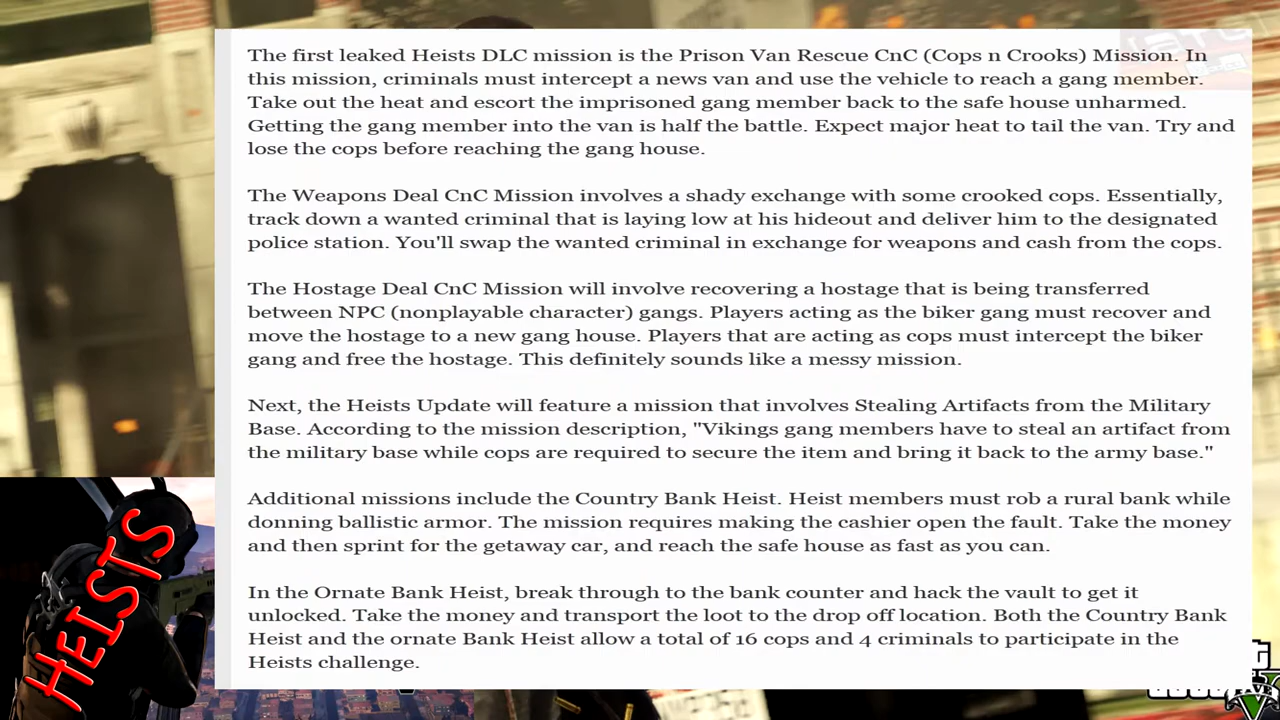 The first leaked Heists DLC mission is the Prison Van Rescue CnC (Cops n Crooks) Mission. In
this mission, criminals must intercept a news van and use the vehicle to reach a gang member.
Take out the heat and escort the imprisoned gang member back to the safe house unharmed.
Getting the gang member into the van is half the battle. Expect major heat to tail the van. Try and
lose the cops before reaching the gang house.
The Weapons Deal CnC Mission involves a shady exchange with some crooked cops. Essentially,
track down a wanted criminal that is laying low at his hideout and deliver him to the designated
police station. You'll swap the wanted criminal in exchange for weapons and cash from the cops.
The Hostage Deal CnC Mission will involve recovering a hostage that is being transferred
between NPC (nonplayable character) gangs. Players acting as the biker gang must recover and
move the hostage to a new gang house. Players that are acting as cops must intercept the biker
gang and free the hostage. This definitely sounds like a messy mission.
Next, the Heists Update will feature a mission that involves Stealing Artifacts from the Military
Base. According to the mission description, "Vikings gang members have to steal an artifact from
the military base while cops are required to secure the item and bring it back to the army base."
Additional missions include the Country Bank Heist. Heist members must rob a rural bank while
donning ballistic armor. The mission requires making the cashier open the fault. Take the money
and then sprint for the getaway car, and reach the safe house as fast as you can.
In the Ornate Bank Heist, break through to the bank counter and hack the vault to get it
unlocked. Take the money and transport the loot to the drop off location. Both the Country Bank
Heist and the ornate Bank Heist allow a total of 16 cops and 4 criminals to participate in the
Heists challenge.
HEISTS